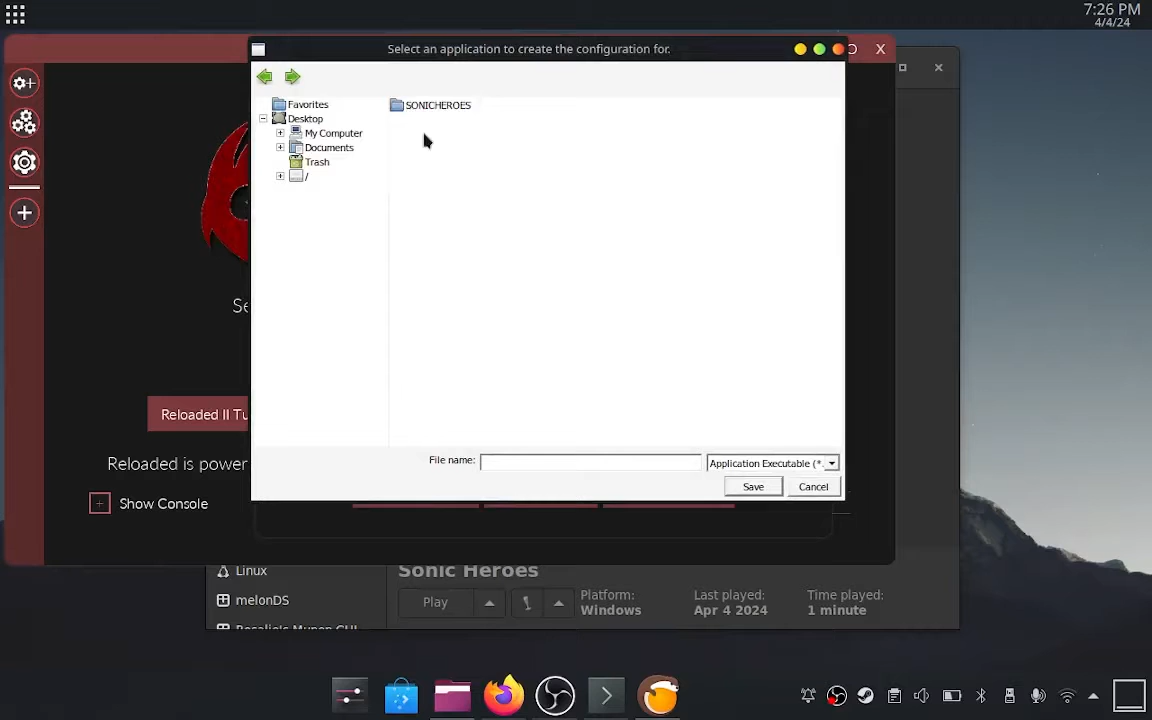 7:26 PM
4/4/24
Select an application to create the configuration for.
Favorites
Desktop
My Computer
Documents
Trash
/
SONICHEROES
File name:
Application Executable (*.
Save
Cancel
Se
Reloaded II Tu
Reloaded is power
Show Console
Linux
melonDS
Sonic Heroes
Play
Platform:
Windows
Last played:
Apr 4 2024
Time played:
1 minute